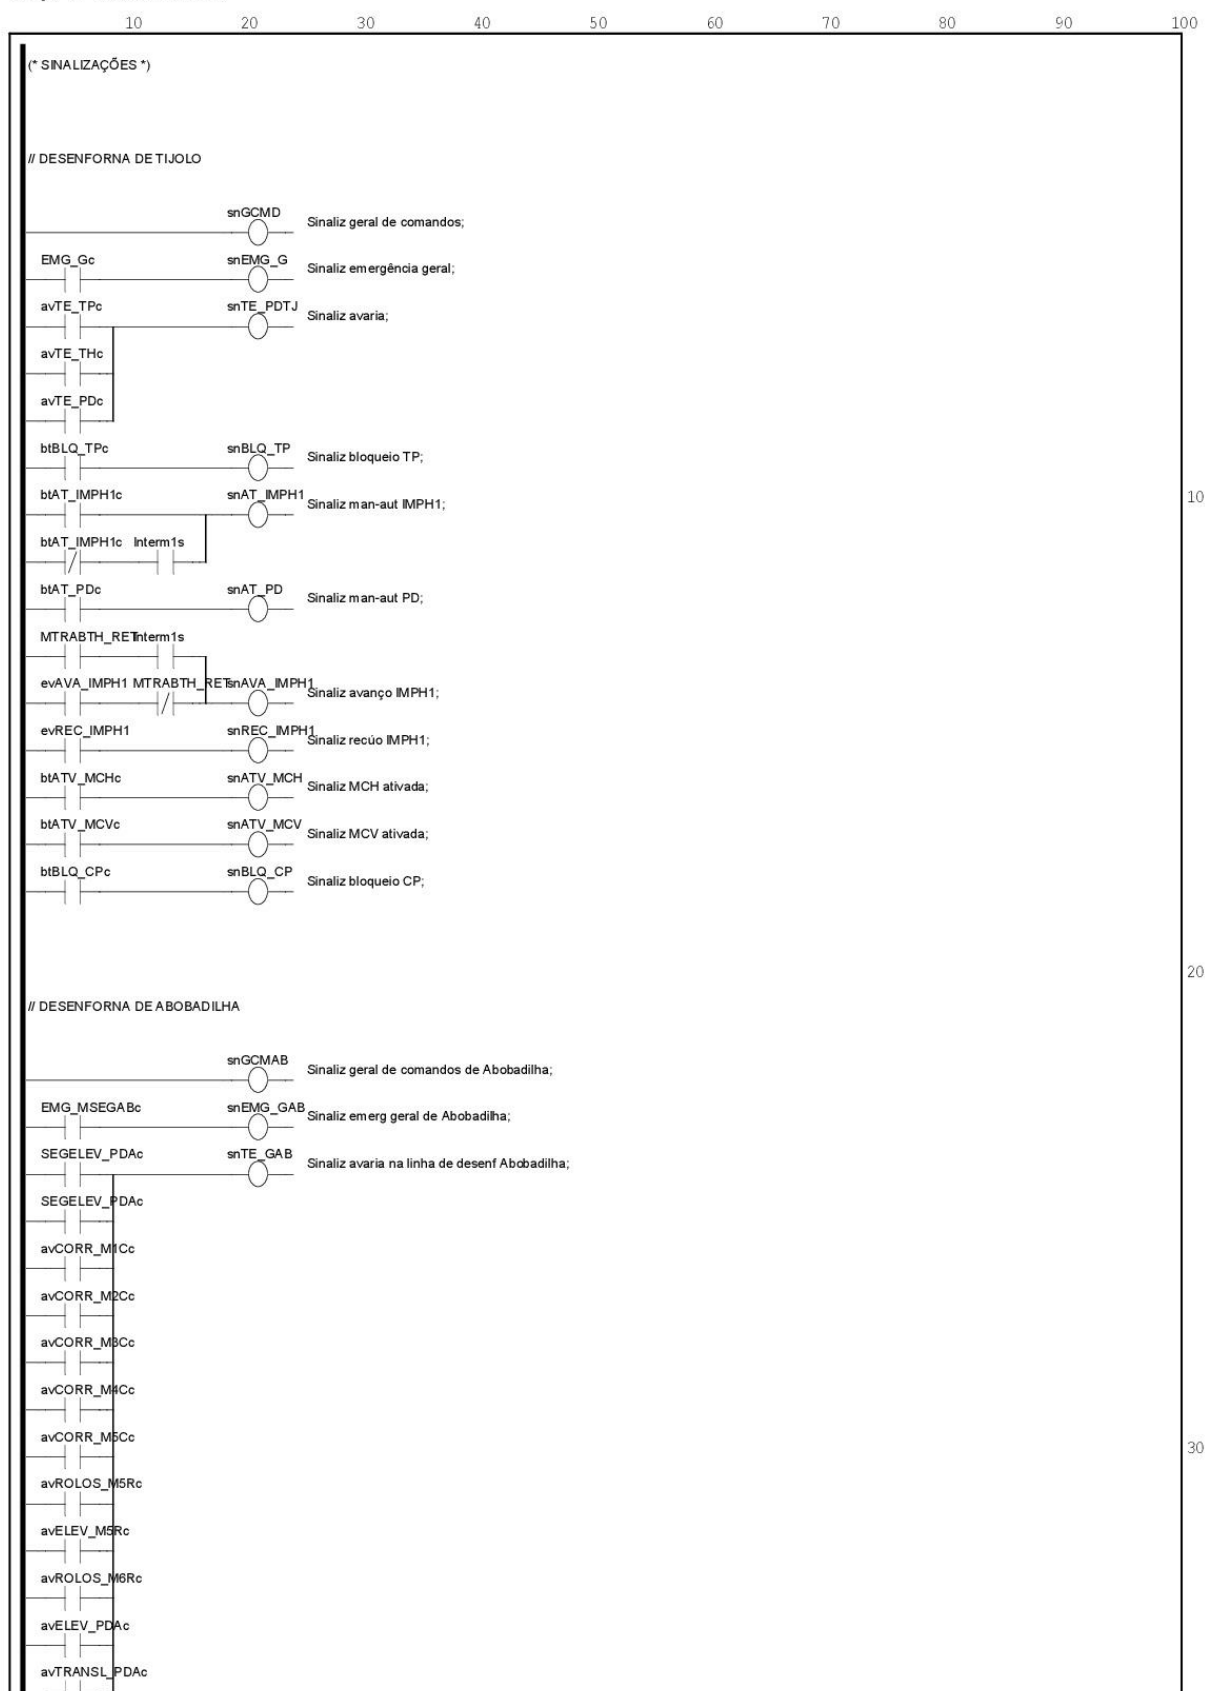 10 20 30 40 50 60 70 80 90 100
(* SINALIZAÇÕES *)
// DESENFORNA DE TIJOLO
snGCMD Sinaliz geral de comandos;
EMG_Gc snEMG_G Sinaliz emergência geral;
avTE_TPc snTE_PDTJ Sinaliz avaria;
avTE_THc
avTE_PDc
btBLQ_TPc snBLQ_TP Sinaliz bloqueio TP;
btAT_IMPH1c snAT_IMPH1 Sinaliz man-aut IMPH1; 10
btAT_IMPH1c Interm1s
btAT_PDc snAT_PD Sinaliz man-aut PD;
MTRABTH_RET Interm1s
evAVA_IMPH1 MTRABTH_RET snAVA_IMPH1 Sinaliz avanço IMPH1;
evREC_IMPH1 snREC_IMPH1 Sinaliz recúo IMPH1;
btATV_MCHc snATV_MCH Sinaliz MCH ativada;
btATV_MCVc snATV_MCV Sinaliz MCV ativada;
btBLQ_CPc snBLQ_CP Sinaliz bloqueio CP;
20
// DESENFORNA DE ABOBADILHA
snGCMAB Sinaliz geral de comandos de Abobadilha;
EMG_MSEGABc snEMG_GAB Sinaliz emerg geral de Abobadilha;
SEGELEV_PDAc snTE_GAB Sinaliz avaria na linha de desenf Abobadilha;
SEGELEV_PDAc
avCORR_M1Cc
avCORR_M2Cc
avCORR_M3Cc
avCORR_M4Cc
avCORR_M5Cc 30
avROLOS_M5Rc
avELEV_M5Rc
avROLOS_M6Rc
avELEV_PDAc
avTRANSL_PDAc